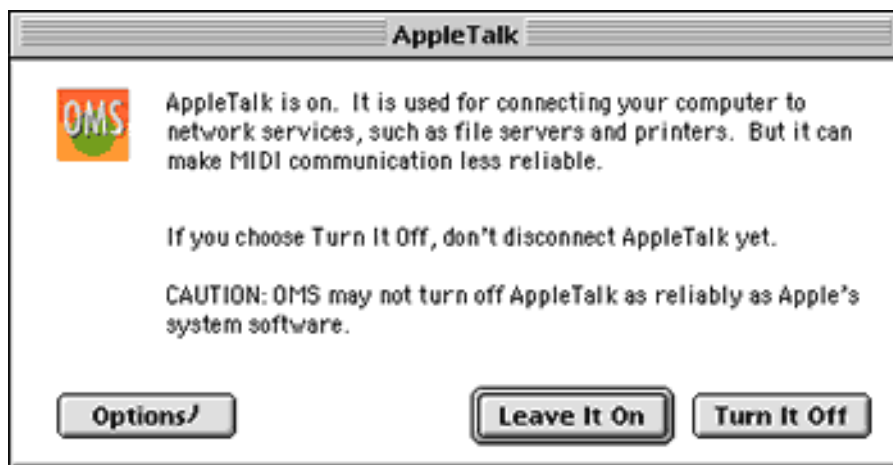 AppleTalk
OMS
AppleTalk is on. It is used for connecting your computer to
network services, such as file servers and printers. But it can
make MIDI communication less reliable.
If you choose Turn It Off, don't disconnect AppleTalk yet.
CAUTION: OMS may not turn off AppleTalk as reliably as Apple's
system software.
Options╯
Leave It On
Turn It Off